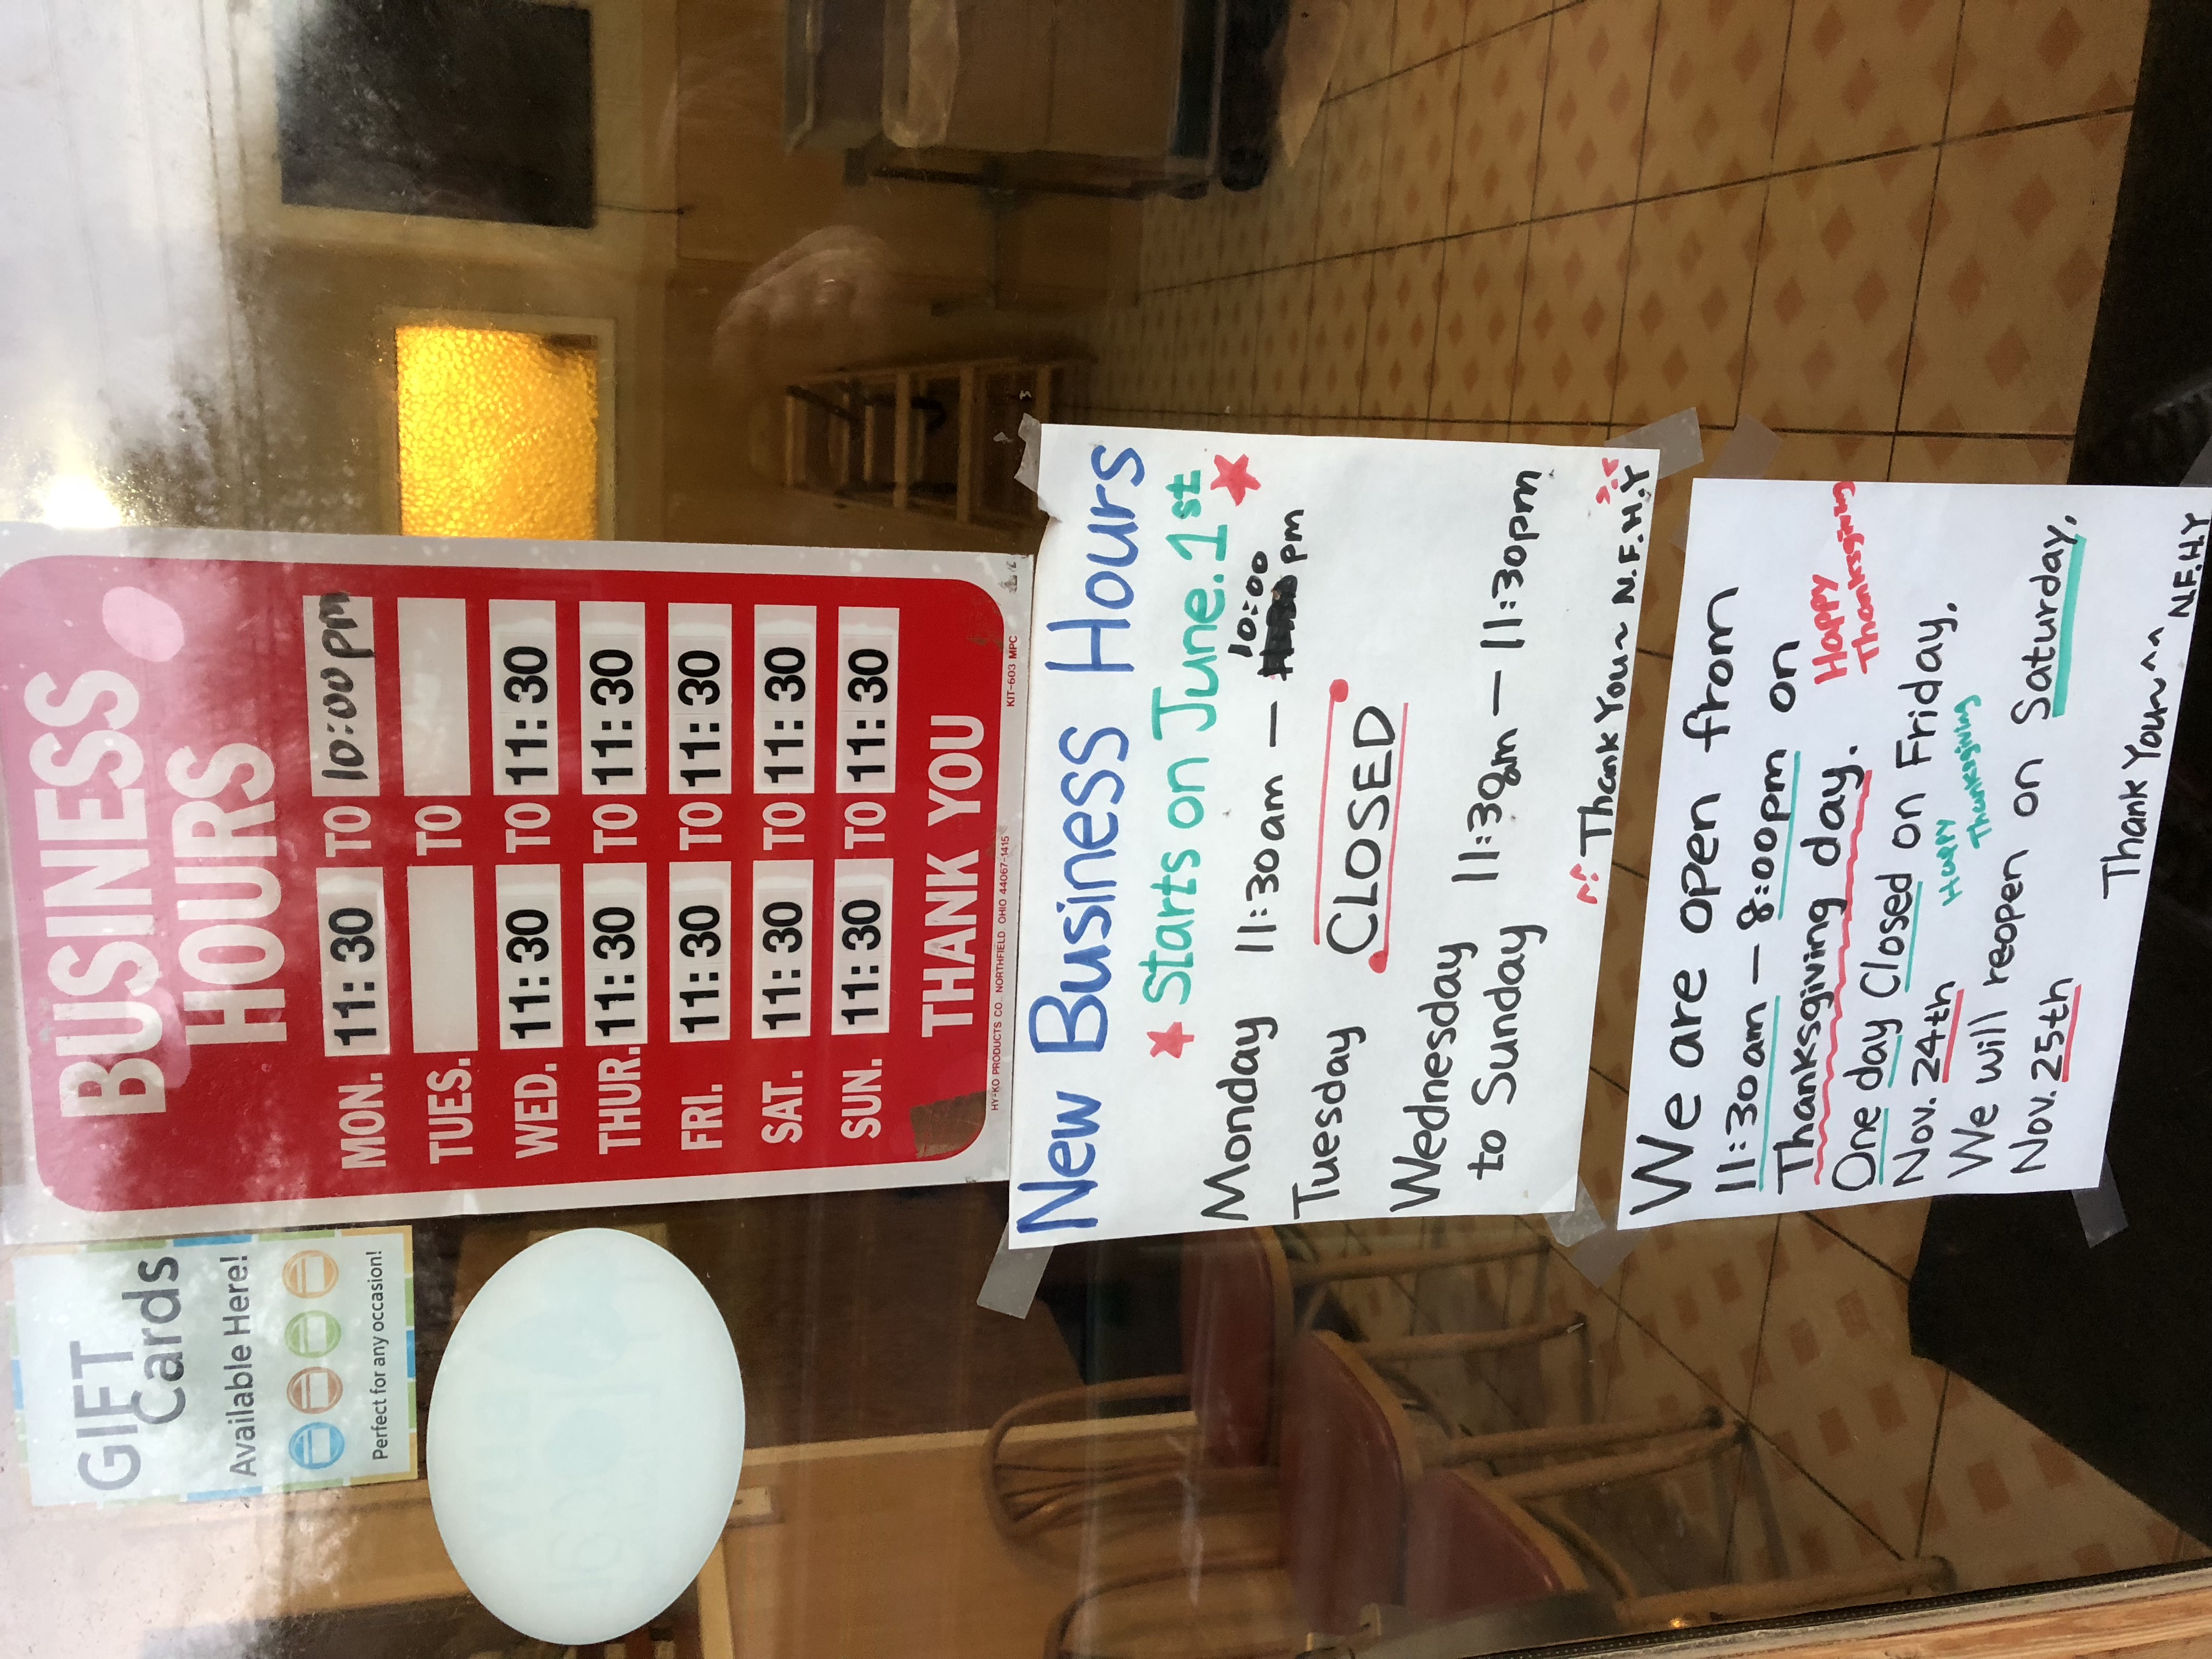 BUSINESS
HOURS
MON. 11:30 TO 10:00 pm
TUES. TO
WED. 11:30 TO 11:30
THUR. 11:30 TO 11:30
FRI. 11:30 TO 11:30
SAT. 11:30 TO 11:30
SUN. 11:30 TO 11:30
THANK YOU
HY-KO PRODUCTS CO., NORTHFIELD, OHIO 44067-1415 KIT-603 MPC
GIFT
Cards
Available Here!
Perfect for any occasion!
New Business Hours
Starts on June.1st
Monday 11:30am — 10:00 pm
Tuesday CLOSED
Wednesday
to Sunday 11:30am — 11:30pm
Thank You~ N.F.H.Y
We are open from
11:30am — 8:00pm on
Thanksgiving day. Happy Thanksgiving
One day Closed on Friday,
Nov. 24th Happy Thanksgiving
We will reopen on Saturday,
Nov. 25th
Thank You~ ^^ N.F.H.Y